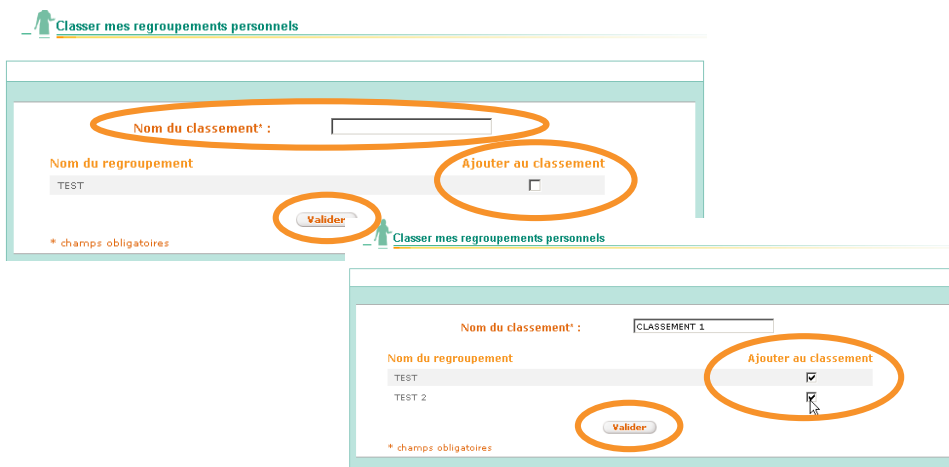 Classer mes regroupements personnels
Nom du classement* :
Nom du regroupement Ajouter au classement
TEST
Valider
* champs obligatoires
Classer mes regroupements personnels
Nom du classement* : CLASSEMENT 1
Nom du regroupement Ajouter au classement
TEST
TEST 2
Valider
* champs obligatoires